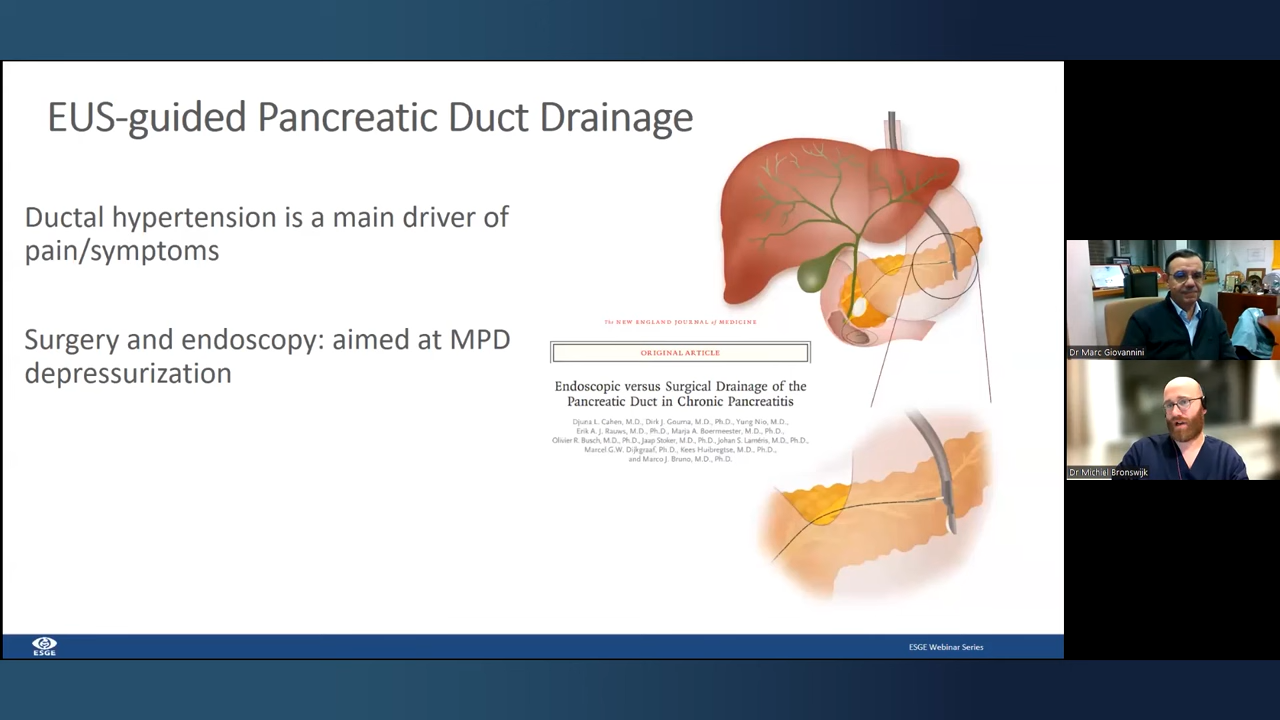 EUS-guided Pancreatic Duct Drainage
Ductal hypertension is a main driver of
pain/symptoms
Surgery and endoscopy: aimed at MPD
depressurization
The NEW ENGLAND JOURNAL of MEDICINE
ORIGINAL ARTICLE
Endoscopic versus Surgical Drainage of the
Pancreatic Duct in Chronic Pancreatitis
Djuna L. Cahen, M.D., Dirk J. Gouma, M.D., Ph.D., Yung Nio, M.D.,
Erik A. J. Rauws, M.D., Ph.D., Marja A. Boermeester, M.D., Ph.D.,
Olivier R. Busch, M.D., Ph.D., Jaap Stoker, M.D., Ph.D., Johan S. Laméris, M.D., Ph.D.,
Marcel G.W. Dijkgraaf, Ph.D., Kees Huibregtse, M.D., Ph.D.,
and Marco J. Bruno, M.D., Ph.D.
Dr Marc Giovannini
Dr Michiel Bronswijk
ESGE
ESGE Webinar Series